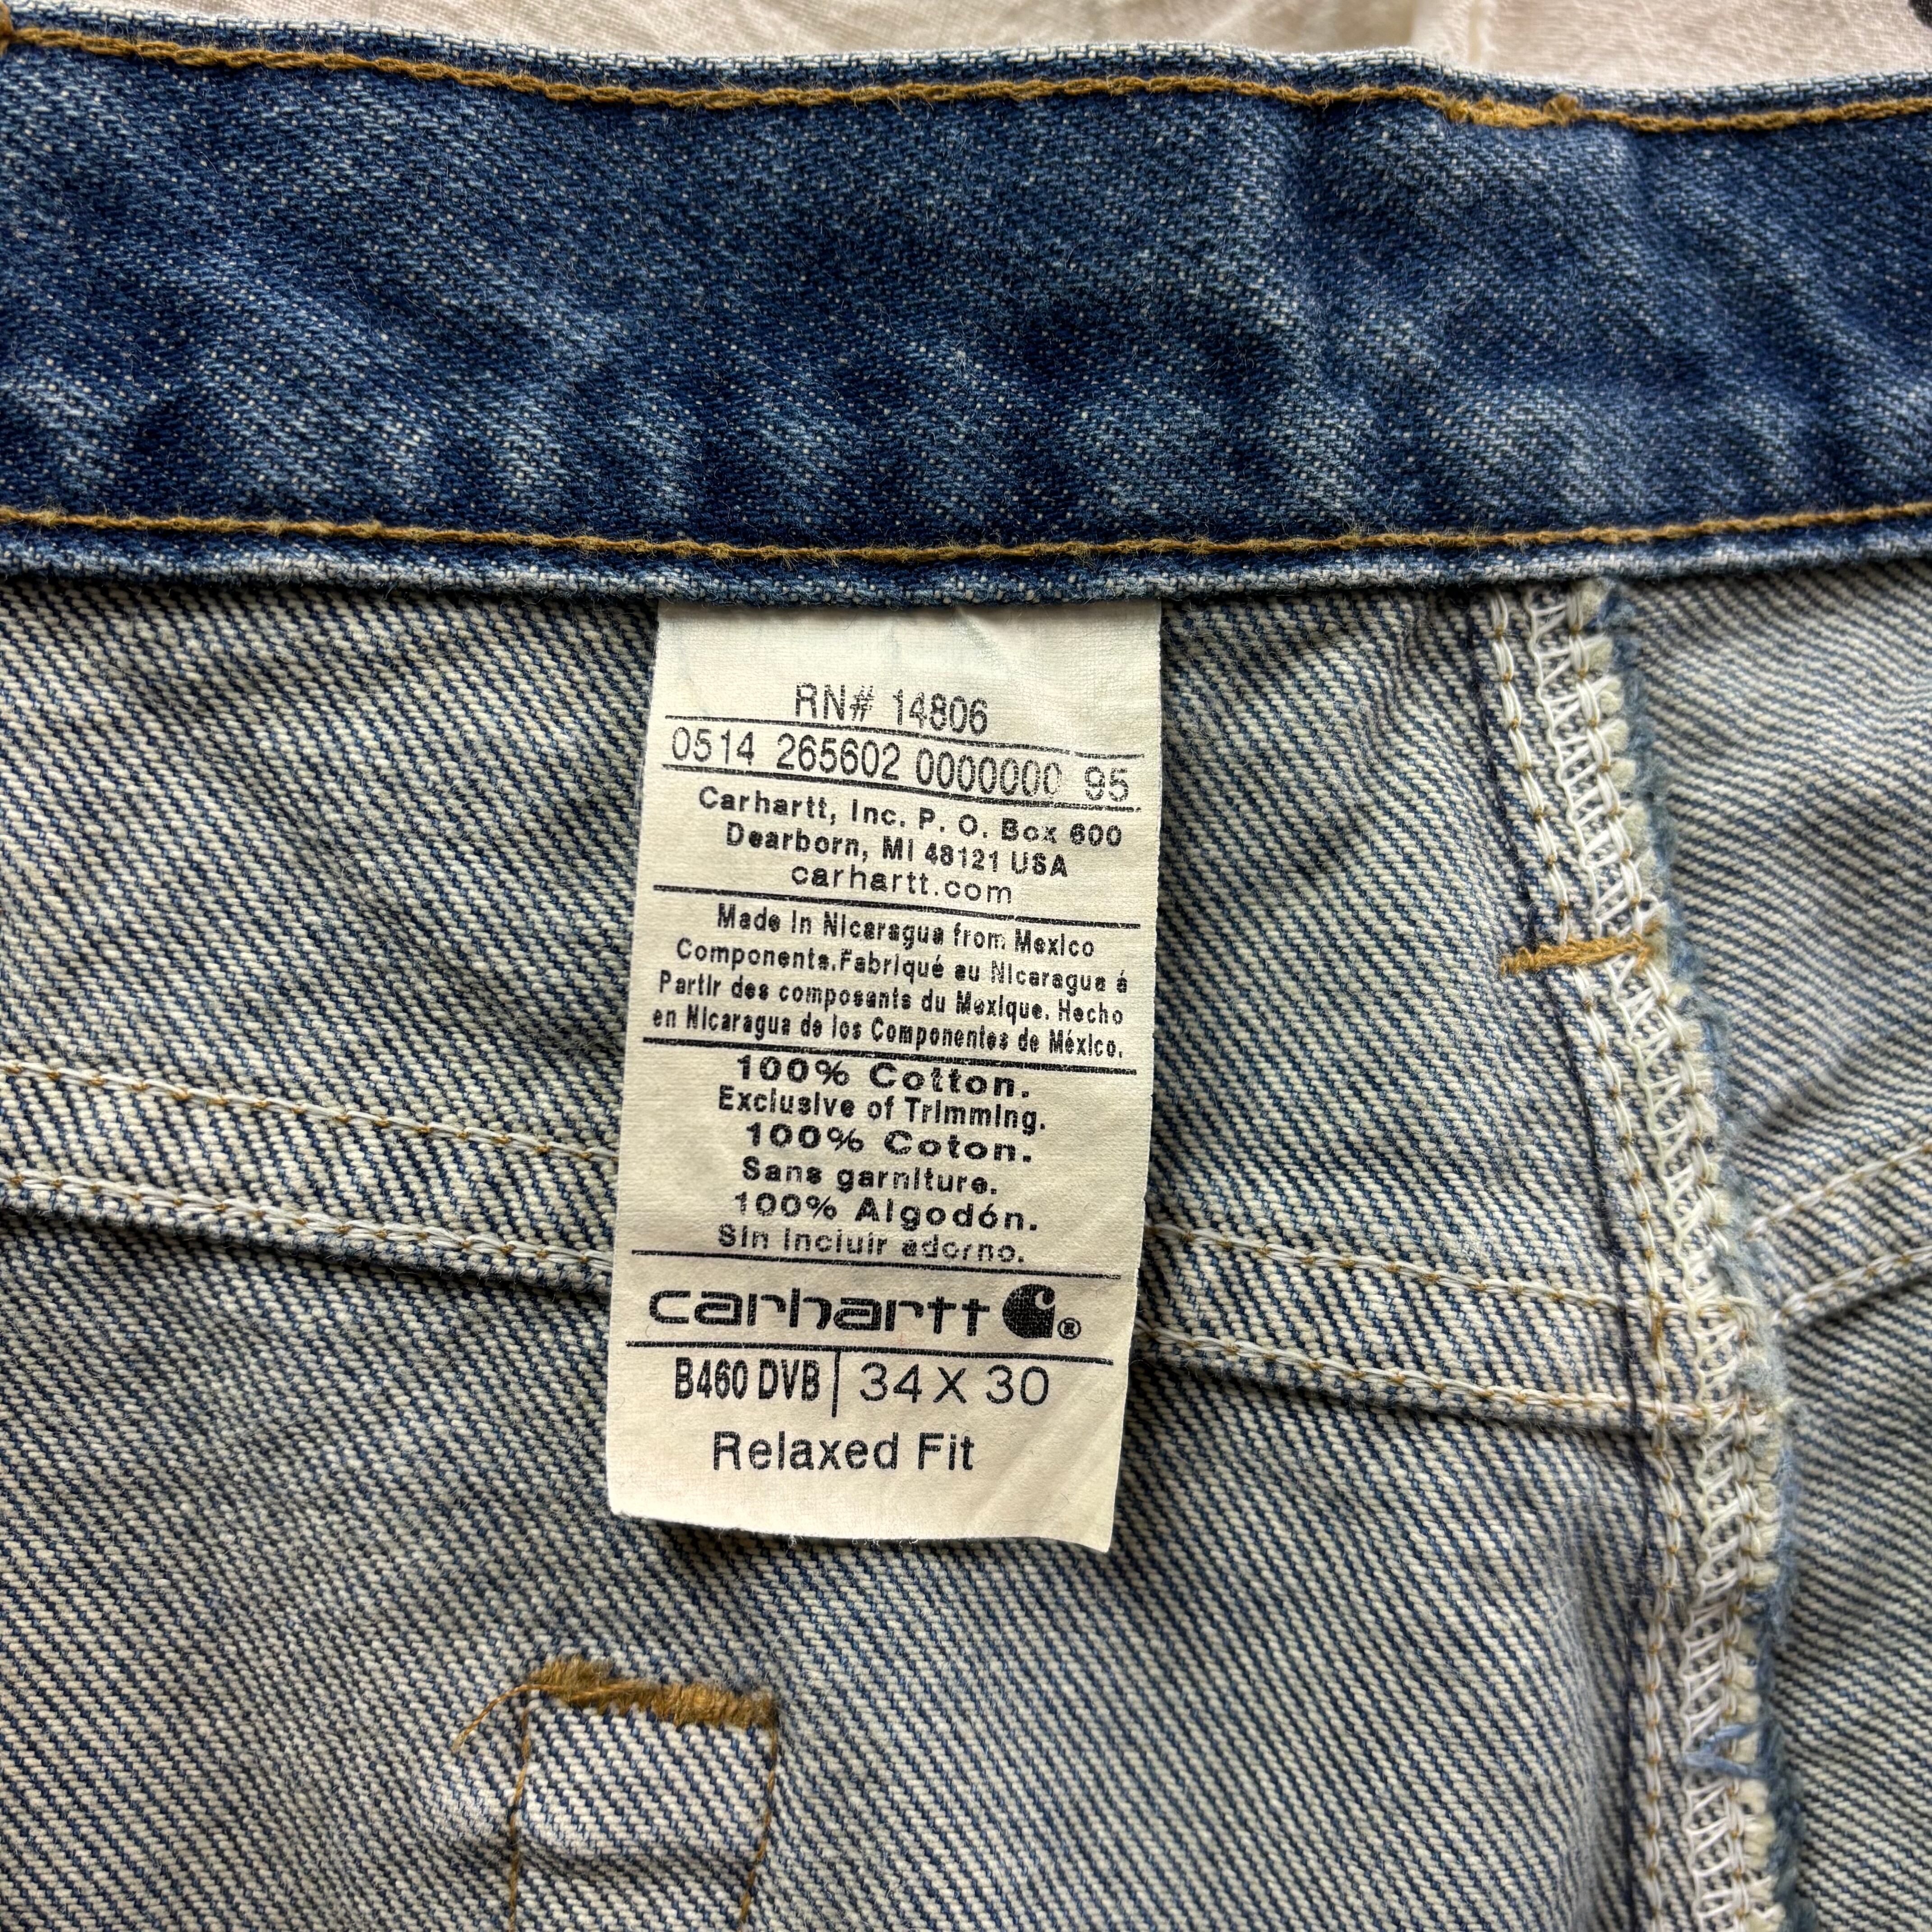 RN# 14806
0514 265602 0000000 95
Carhartt, Inc. P. O. Box 600
Dearborn, MI 48121 USA
carhartt.com
Made In Nicaragua from Mexico
Components.Fabriqué au Nicaragua á
Partir des composants du Mexique. Hecho
en Nicaragua de los Componentes de México.
100% Cotton.
Exclusive of Trimming.
100% Coton.
Sans garniture.
100% Algodón.
Sin incluir adorno.
carhartt ®
B460 DVB | 34 X 30
Relaxed Fit